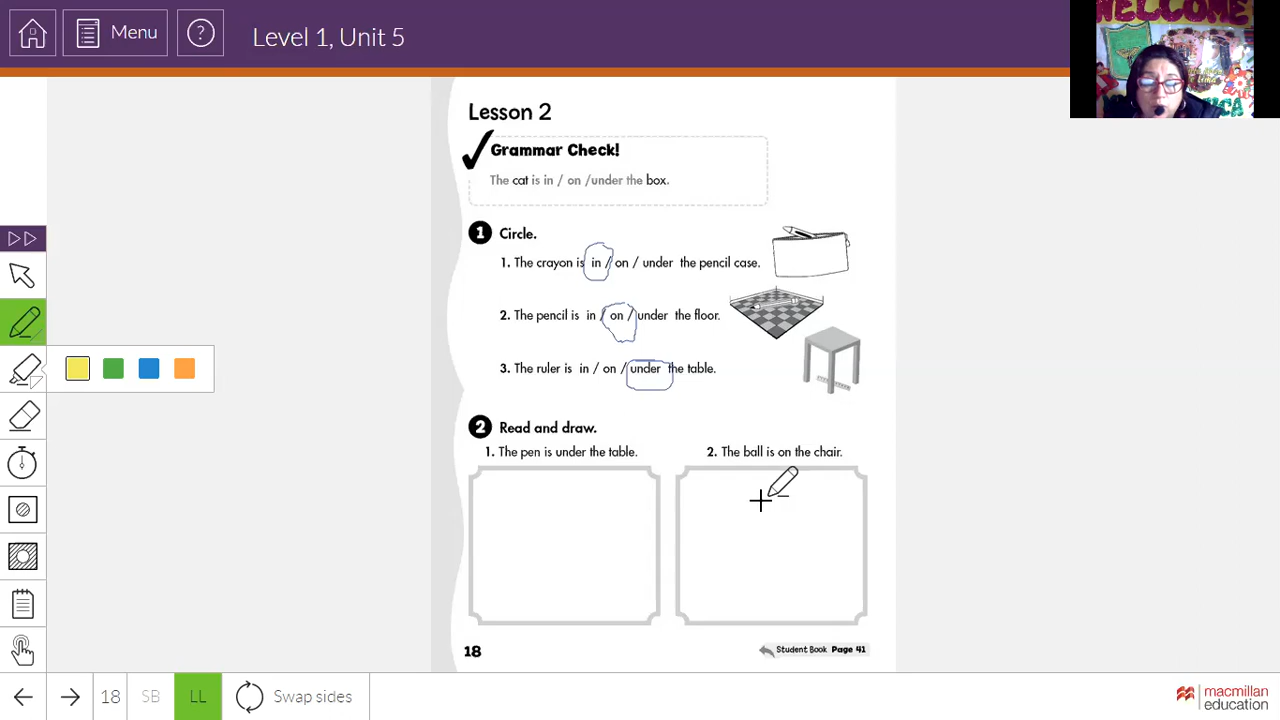 Menu
?
Level 1, Unit 5
WELCOME
Lesson 2
Grammar Check!
The cat is in / on /under the box.
1 Circle.
1. The crayon is in / on / under the pencil case.
2. The pencil is in / on / under the floor.
3. The ruler is in / on / under the table.
2 Read and draw.
1. The pen is under the table.
2. The ball is on the chair.
18
Student Book Page 41
18
SB
LL
Swap sides
macmillan
education